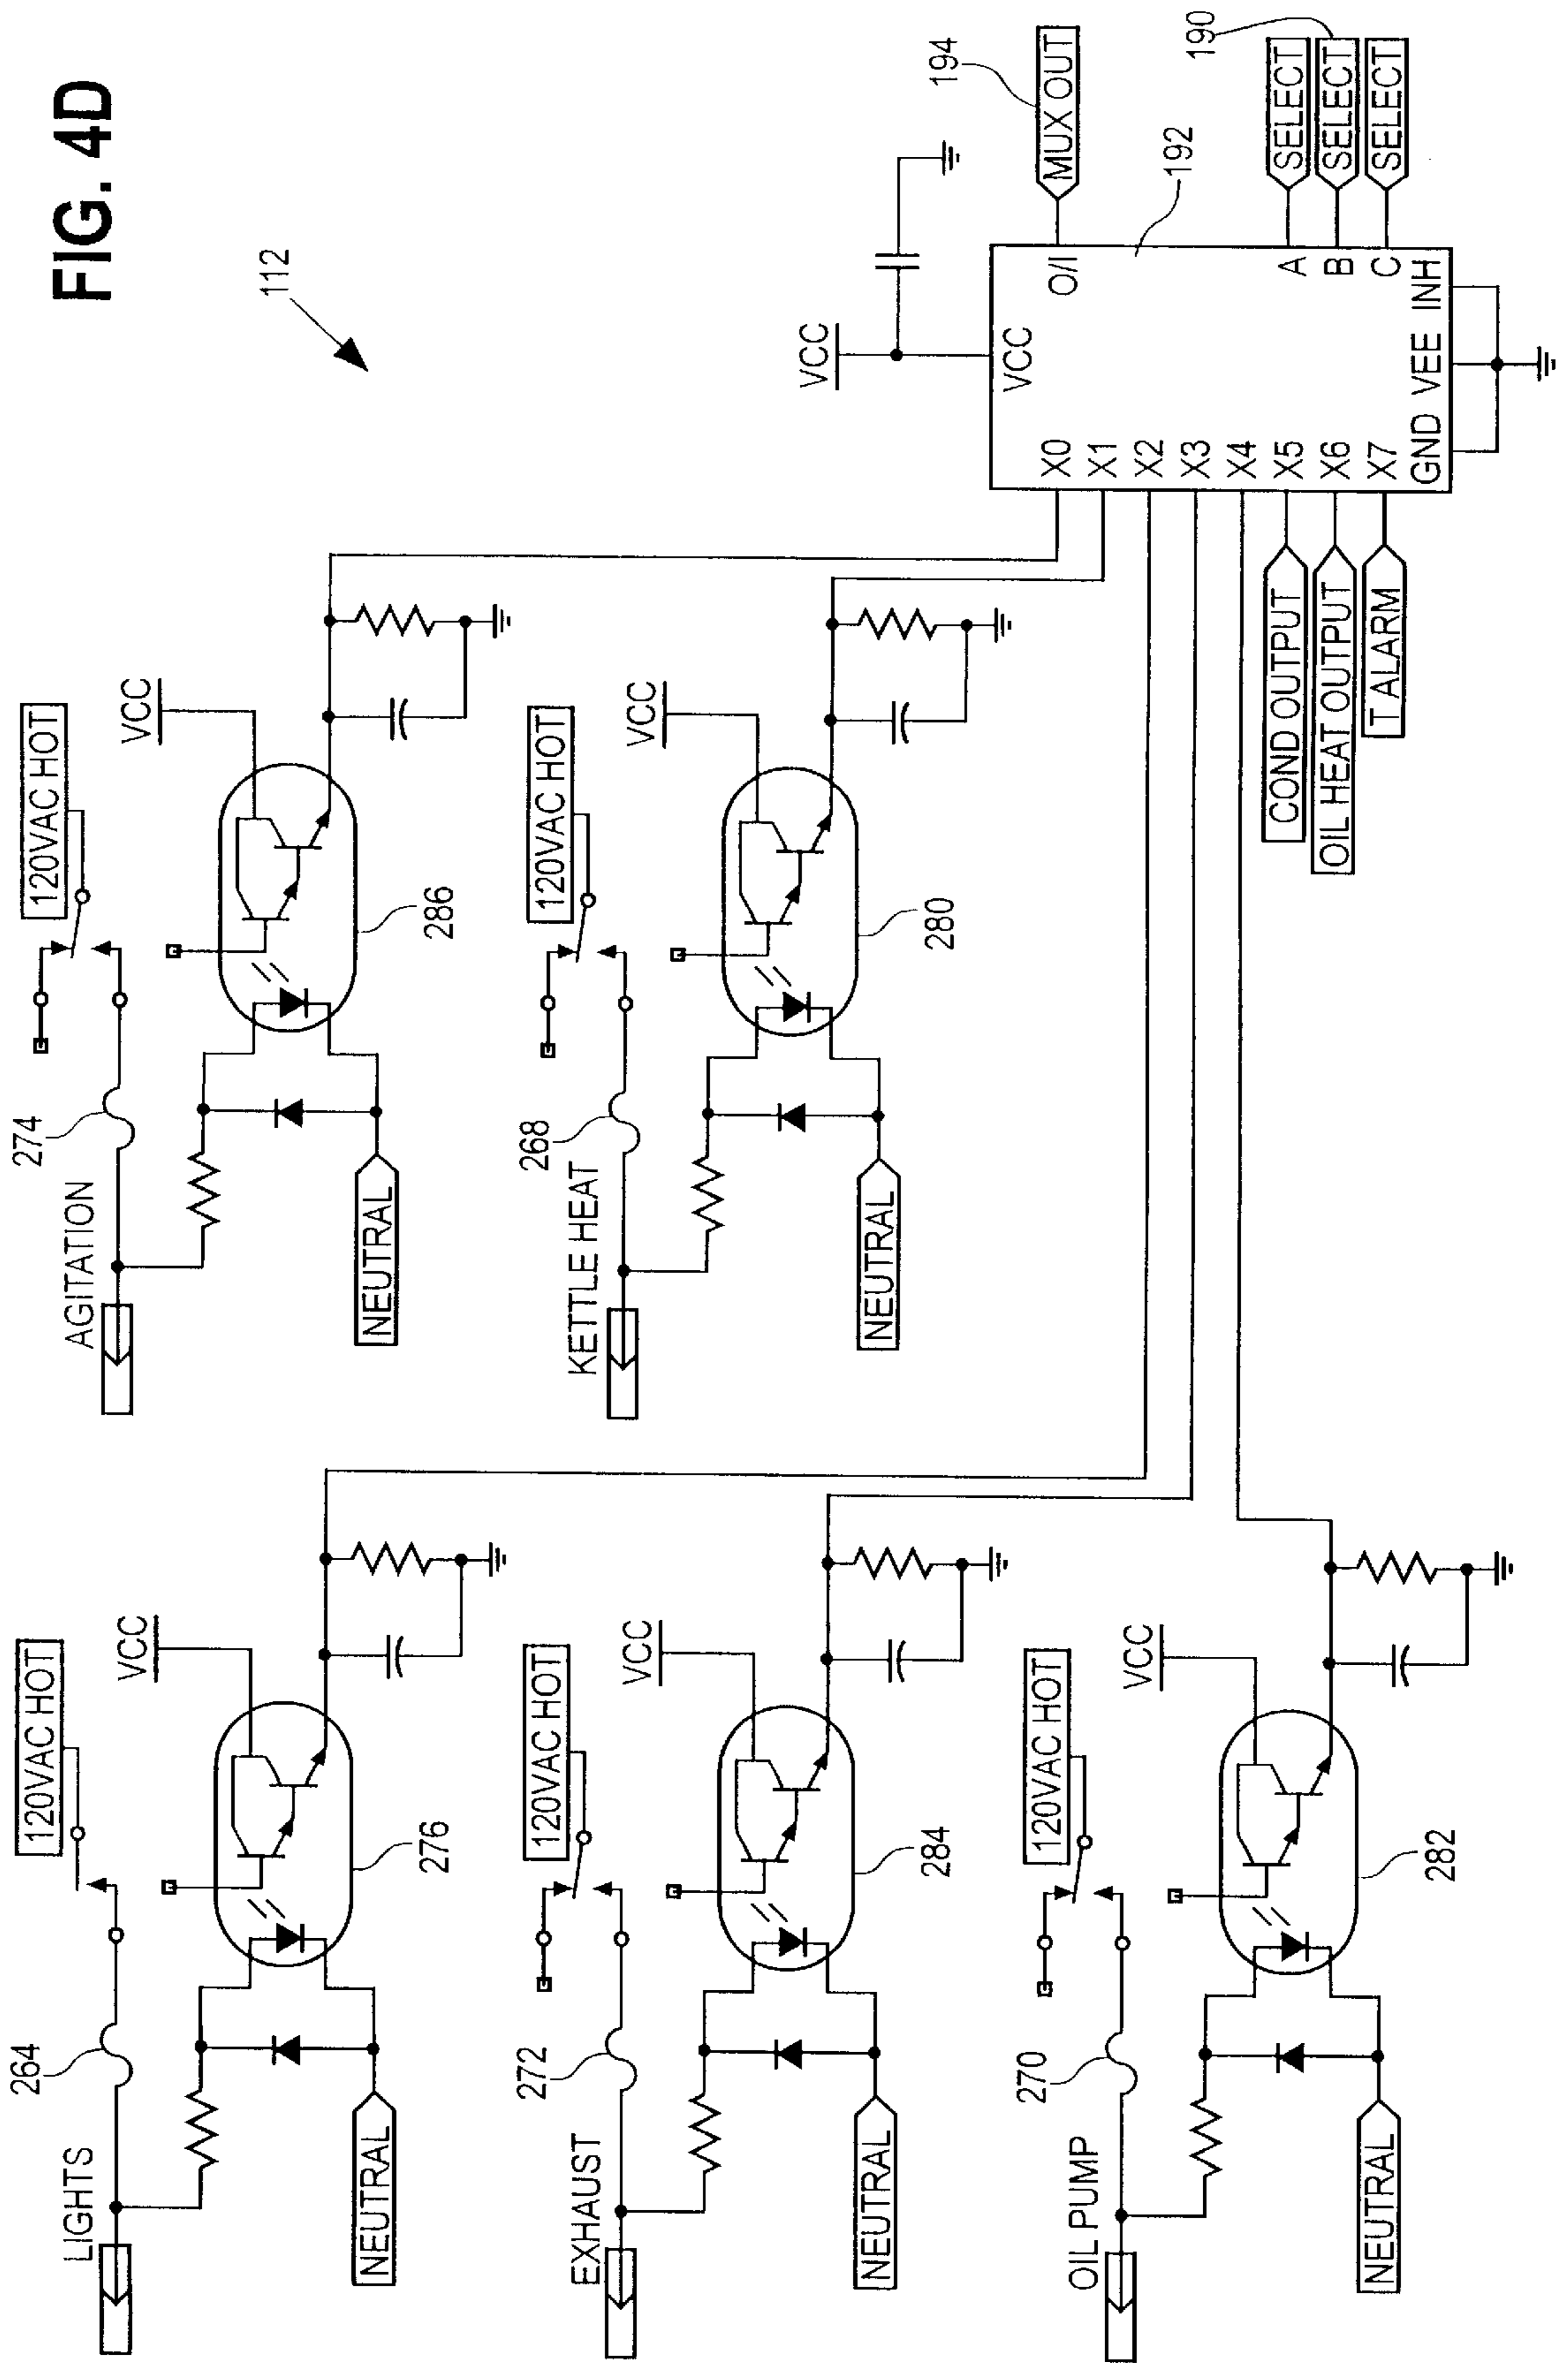 FIG. 4D
112
LIGHTS
264
120VAC HOT
VCC
276
NEUTRAL
AGITATION
274
120VAC HOT
VCC
286
NEUTRAL
EXHAUST
272
120VAC HOT
VCC
284
NEUTRAL
KETTLE HEAT
268
120VAC HOT
VCC
280
NEUTRAL
OIL PUMP
270
120VAC HOT
VCC
282
NEUTRAL
VCC
VCC
X0
X1
X2
X3
X4
X5
X6
X7
O/I
A
B
C
GND VEE INH
COND OUTPUT
OIL HEAT OUTPUT
T ALARM
194
MUX OUT
192
190
SELECT
SELECT
SELECT